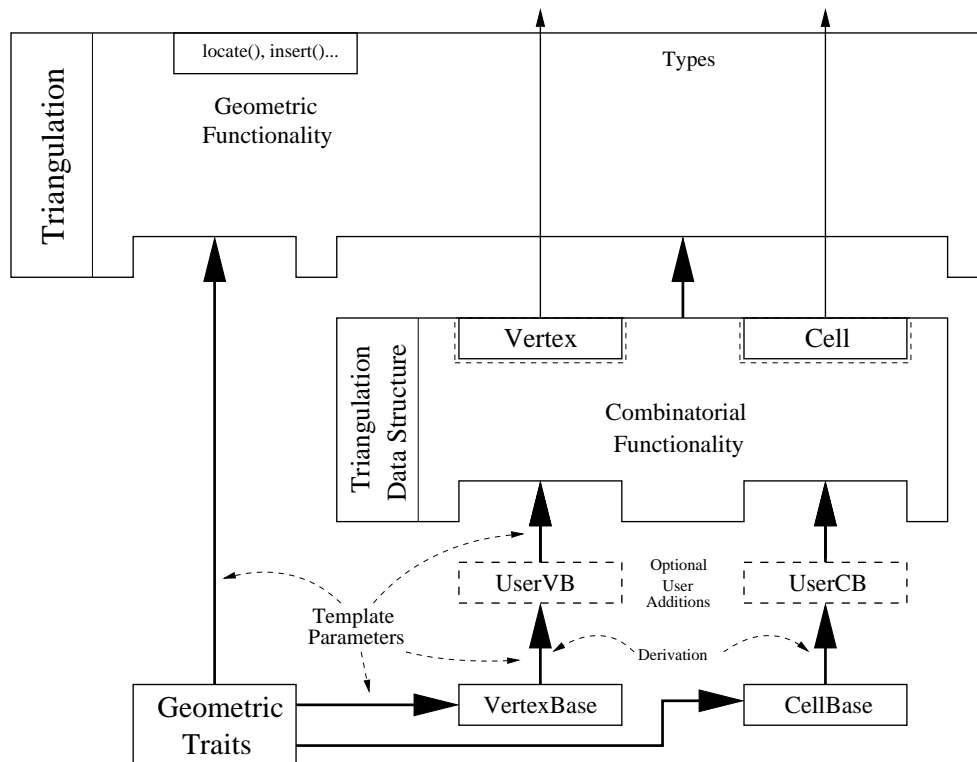 locate(), insert()...
Types
Geometric
Functionality
Triangulation
Vertex
Cell
Triangulation
Data Structure
Combinatorial
Functionality
UserVB
Optional
User
Additions
UserCB
Template
Parameters
Derivation
Geometric
Traits
VertexBase
CellBase